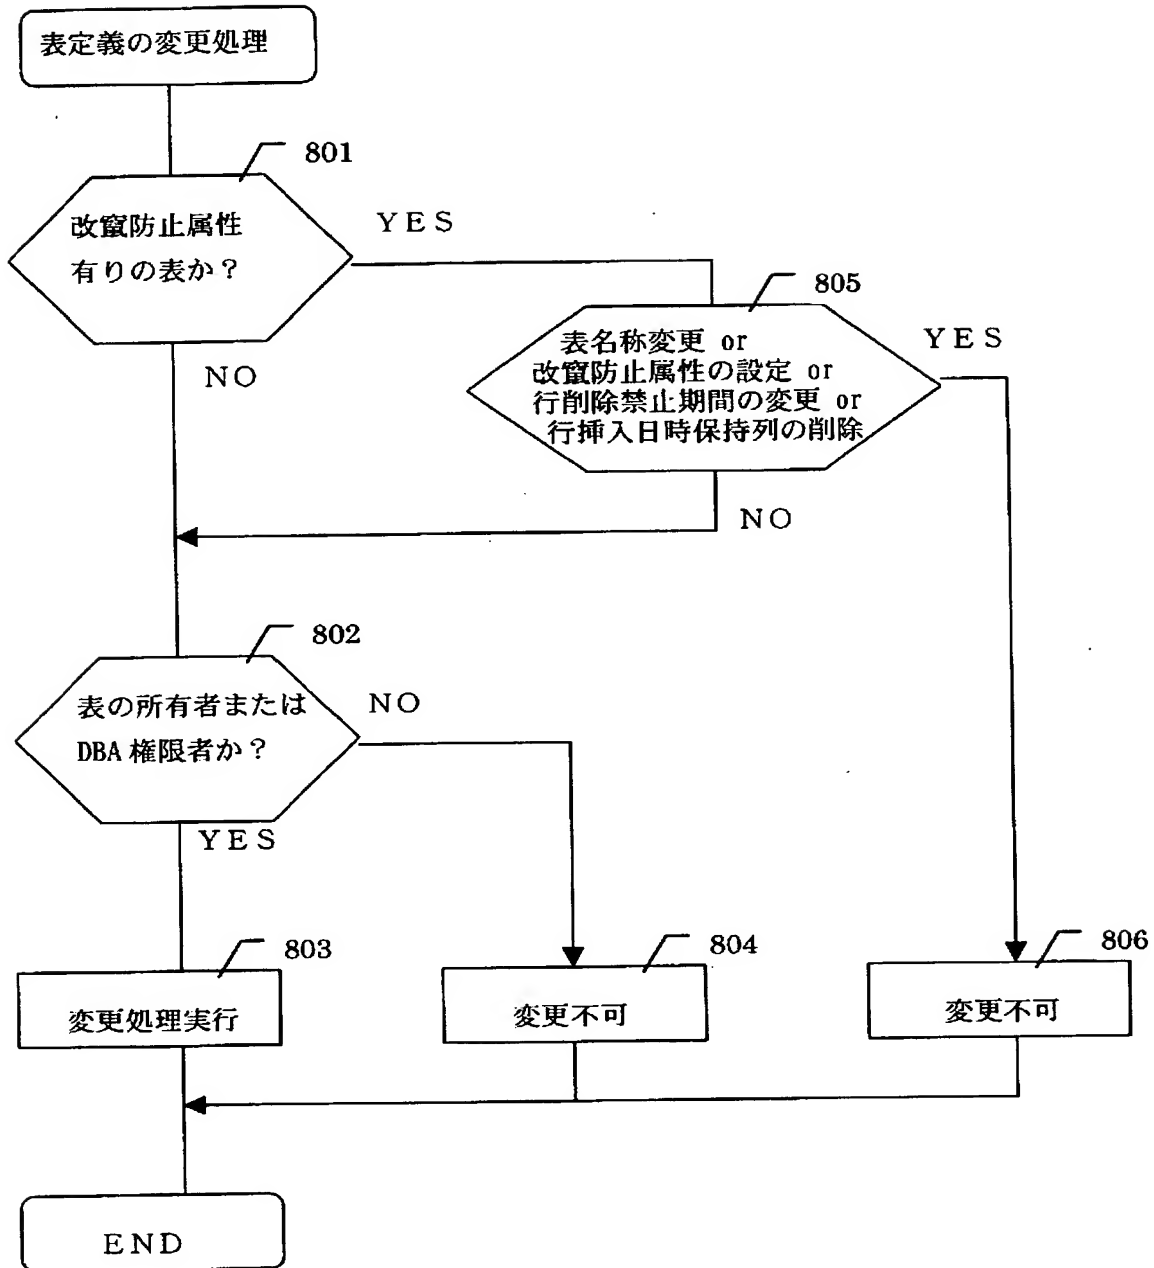 表定義の変更処理
801
改竄防止属性
有りの表か？
YES
NO
805
表名称変更 or
改竄防止属性の設定 or
行削除禁止期間の変更 or
行挿入日時保持列の削除
YES
NO
802
表の所有者または
DBA 権限者か？
NO
YES
803
変更処理実行
804
変更不可
806
変更不可
END